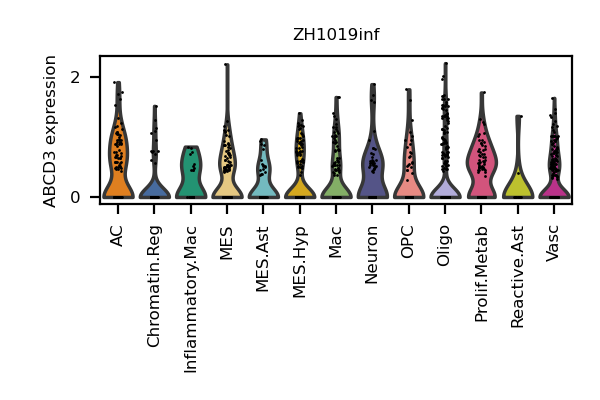 ZH1019inf
ABCD3 expression
2
0
AC
Chromatin.Reg
Inflammatory.Mac
MES
MES.Ast
MES.Hyp
Mac
Neuron
OPC
Oligo
Prolif.Metab
Reactive.Ast
Vasc